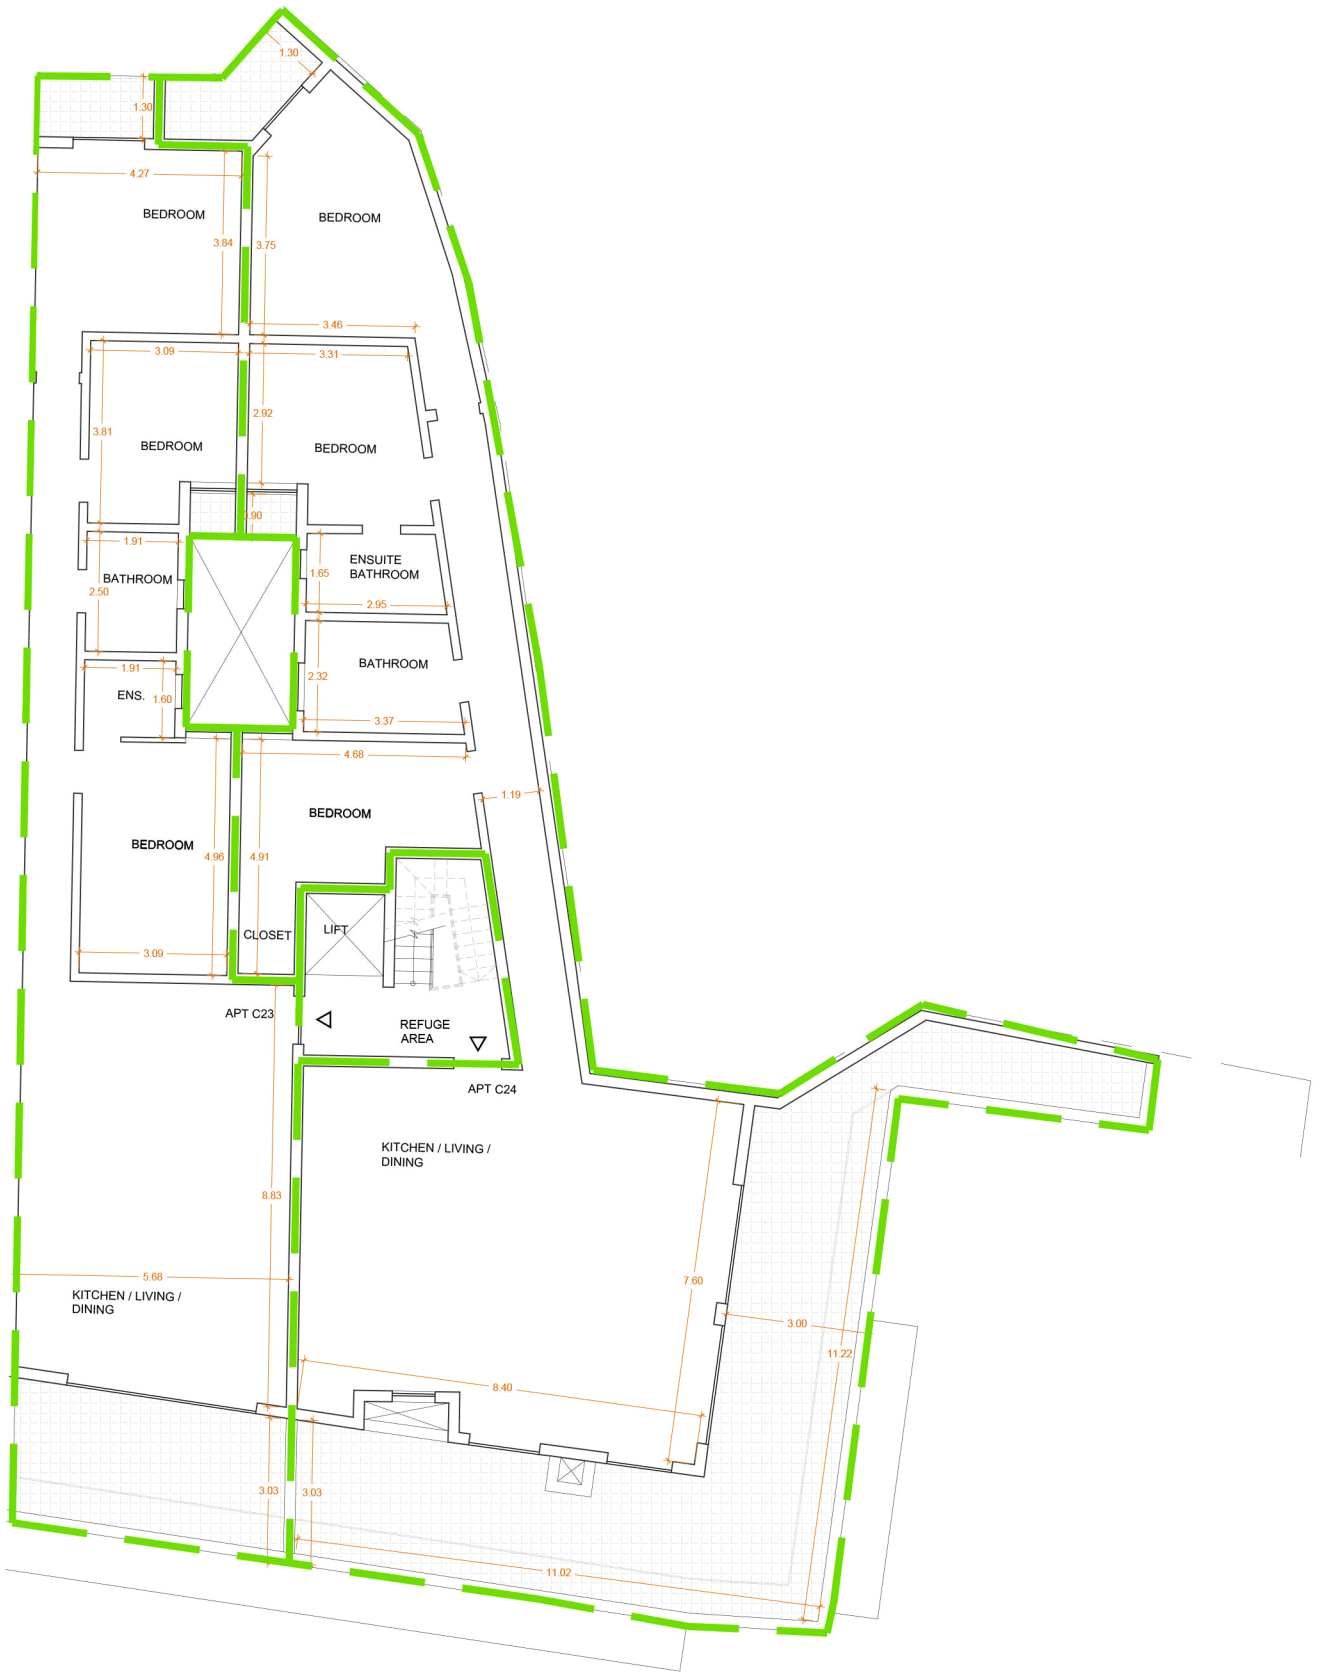 1.30
1.30
4.27
BEDROOM
BEDROOM
3.84
3.75
3.46
3.09
3.31
2.92
3.81
BEDROOM
BEDROOM
0.90
1.91
ENSUITE
BATHROOM
1.65
BATHROOM
2.50
2.95
1.91
BATHROOM
2.32
ENS.
1.60
3.37
4.68
1.19
BEDROOM
BEDROOM
4.96
4.91
CLOSET
LIFT
3.09
APT C23
REFUGE
AREA
APT C24
KITCHEN / LIVING /
DINING
8.83
5.68
7.60
KITCHEN / LIVING /
DINING
3.00
11.22
8.40
3.03
3.03
11.02